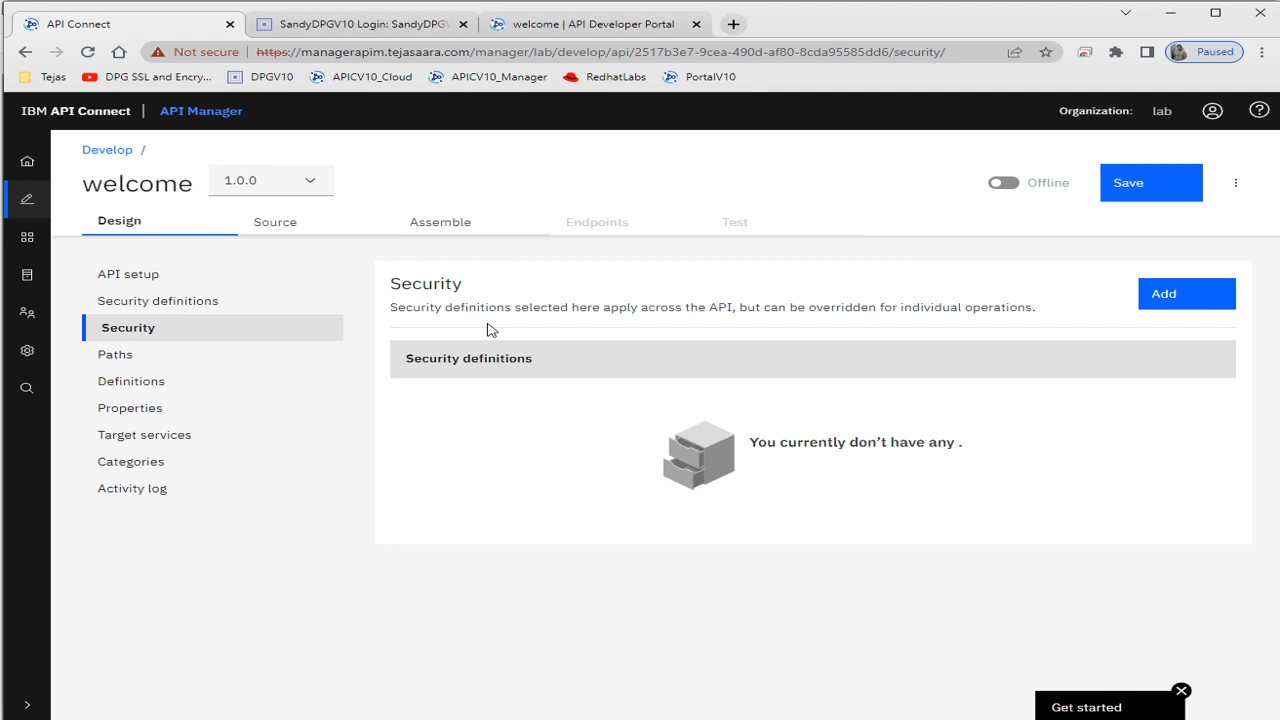 API Connect
SandyDPGV10 Login: SandyDPGV
welcome | API Developer Portal
Not secure
https://managerapim.tejasaara.com/manager/lab/develop/api/2517b3e7-9cea-490d-af80-8cda95585dd6/security/
Paused
Tejas
DPG SSL and Encry...
DPGV10
APICV10_Cloud
APICV10_Manager
RedhatLabs
PortalV10
IBM API Connect | API Manager
Organization: lab
Develop /
welcome
1.0.0
Offline
Save
Design
Source
Assemble
Endpoints
Test
API setup
Security definitions
Security
Paths
Definitions
Properties
Target services
Categories
Activity log
Security
Security definitions selected here apply across the API, but can be overridden for individual operations.
Add
Security definitions
You currently don't have any .
Get started